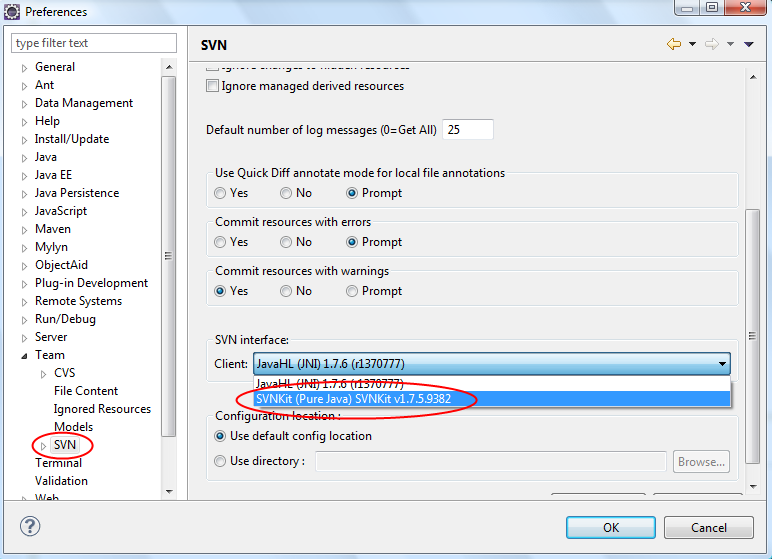 Preferences
type filter text
General
Ant
Data Management
Help
Install/Update
Java
Java EE
Java Persistence
JavaScript
Maven
Mylyn
ObjectAid
Plug-in Development
Remote Systems
Run/Debug
Server
Team
CVS
File Content
Ignored Resources
Models
SVN
Terminal
Validation
Web
SVN
Ignore changes to hidden resources
Ignore managed derived resources
Default number of log messages (0=Get All) 25
Use Quick Diff annotate mode for local file annotations
Yes No Prompt
Commit resources with errors
Yes No Prompt
Commit resources with warnings
Yes No Prompt
SVN interface:
Client: JavaHL (JNI) 1.7.6 (r1370777)
JavaHL (JNI) 1.7.6 (r1370777)
SVNKit (Pure Java) SVNKit v1.7.5.9382
Configuration location :
Use default config location
Use directory : Browse...
? OK Cancel